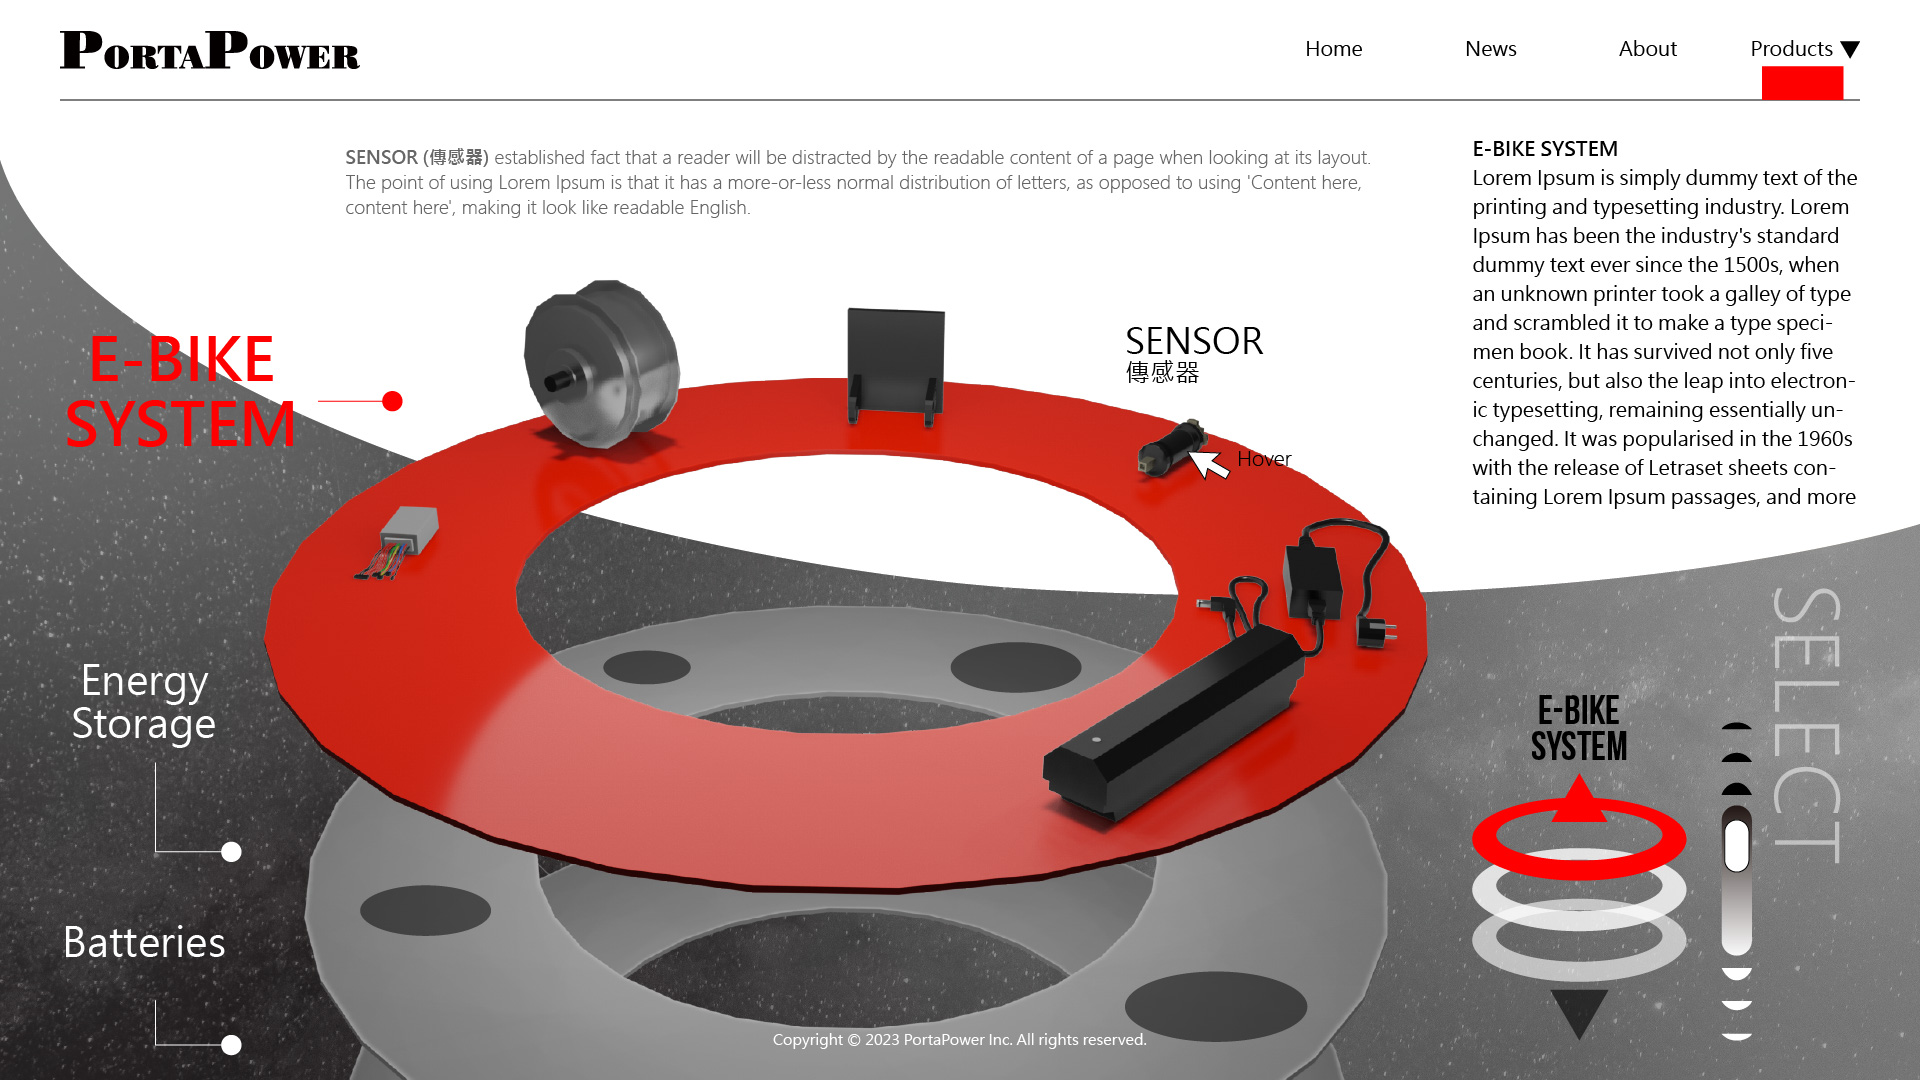 PORTAPOWER
Home News About Products
SENSOR (傳感器) established fact that a reader will be distracted by the readable content of a page when looking at its layout.
The point of using Lorem Ipsum is that it has a more-or-less normal distribution of letters, as opposed to using 'Content here,
content here', making it look like readable English.
E-BIKE SYSTEM
Lorem Ipsum is simply dummy text of the
printing and typesetting industry. Lorem
Ipsum has been the industry's standard
dummy text ever since the 1500s, when
an unknown printer took a galley of type
and scrambled it to make a type speci-
men book. It has survived not only five
centuries, but also the leap into electron-
ic typesetting, remaining essentially un-
changed. It was popularised in the 1960s
with the release of Letraset sheets con-
taining Lorem Ipsum passages, and more
E-BIKE
SYSTEM
SENSOR
傳感器
Hover
Energy
Storage
Batteries
E-BIKE
SYSTEM
SELECT
Copyright © 2023 PortaPower Inc. All rights reserved.